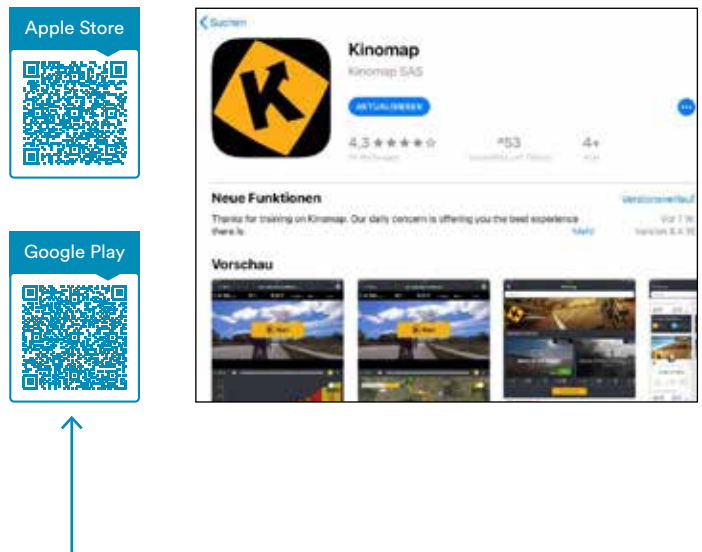 Apple Store
Google Play
Suchen
Kinomap
Kinomap SAS
AKTUALISIEREN
4,3 ★★★★☆
#53
4+
Neue Funktionen
Versionsverlauf
Thanks for training on Kinomap. Our daily concern is offering you the best experience
there is.
Mehr
Vorschau